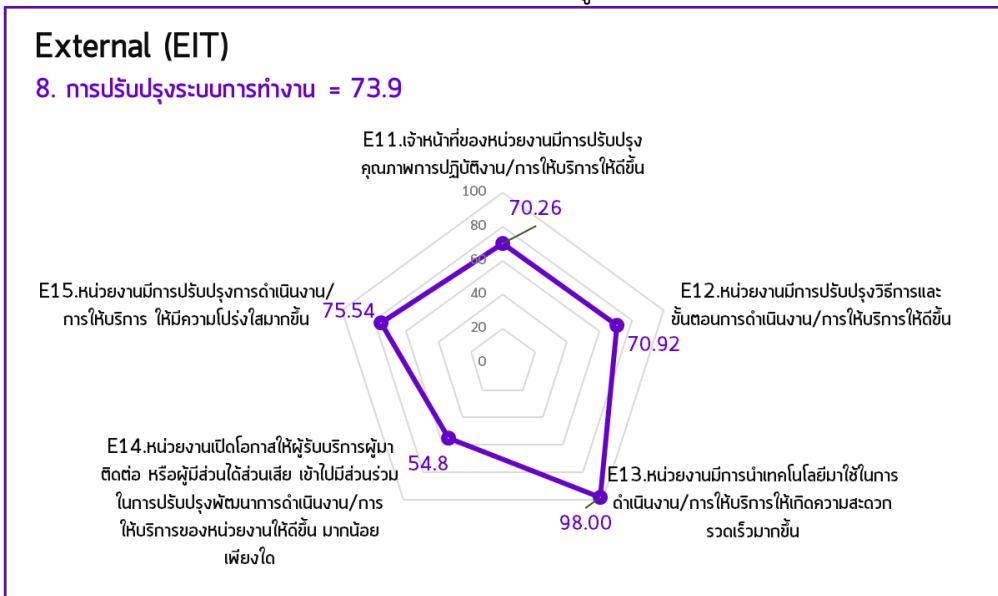 External (EIT)
8. การปรับปรุงระบบการทำงาน = 73.9
E11.เจ้าหน้าที่ของหน่วยงานมีการปรับปรุง
คุณภาพการปฏิบัติงาน/การให้บริการให้ดีขึ้น
100
80
60
40
20
0
70.26
E12.หน่วยงานมีการปรับปรุงวิธีการและ
ขั้นตอนการดำเนินงาน/การให้บริการให้ดีขึ้น
70.92
E13.หน่วยงานมีการนำเทคโนโลยีมาใช้ในการ
ดำเนินงาน/การให้บริการให้เกิดความสะดวก
รวดเร็วมากขึ้น
98.00
E14.หน่วยงานเปิดโอกาสให้ผู้รับบริการผู้มา
ติดต่อ หรือผู้มีส่วนได้ส่วนเสีย เข้าไปมีส่วนร่วม
ในการปรับปรุงพัฒนาการดำเนินงาน/การ
ให้บริการของหน่วยงานให้ดีขึ้น มากน้อย
เพียงใด
54.8
E15.หน่วยงานมีการปรับปรุงการดำเนินงาน/
การให้บริการ ให้มีความโปร่งใสมากขึ้น
75.54